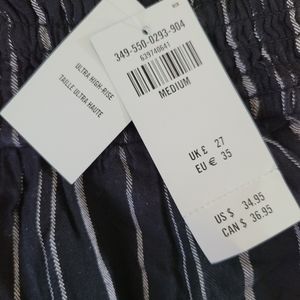 ULTRA HIGH-RISE
TAILLE ULTRA HAUTE
349-550-0293-904
629740641
MEDIUM
UK £ 27
EU € 35
US $ 34.95
CAN $ 36.95